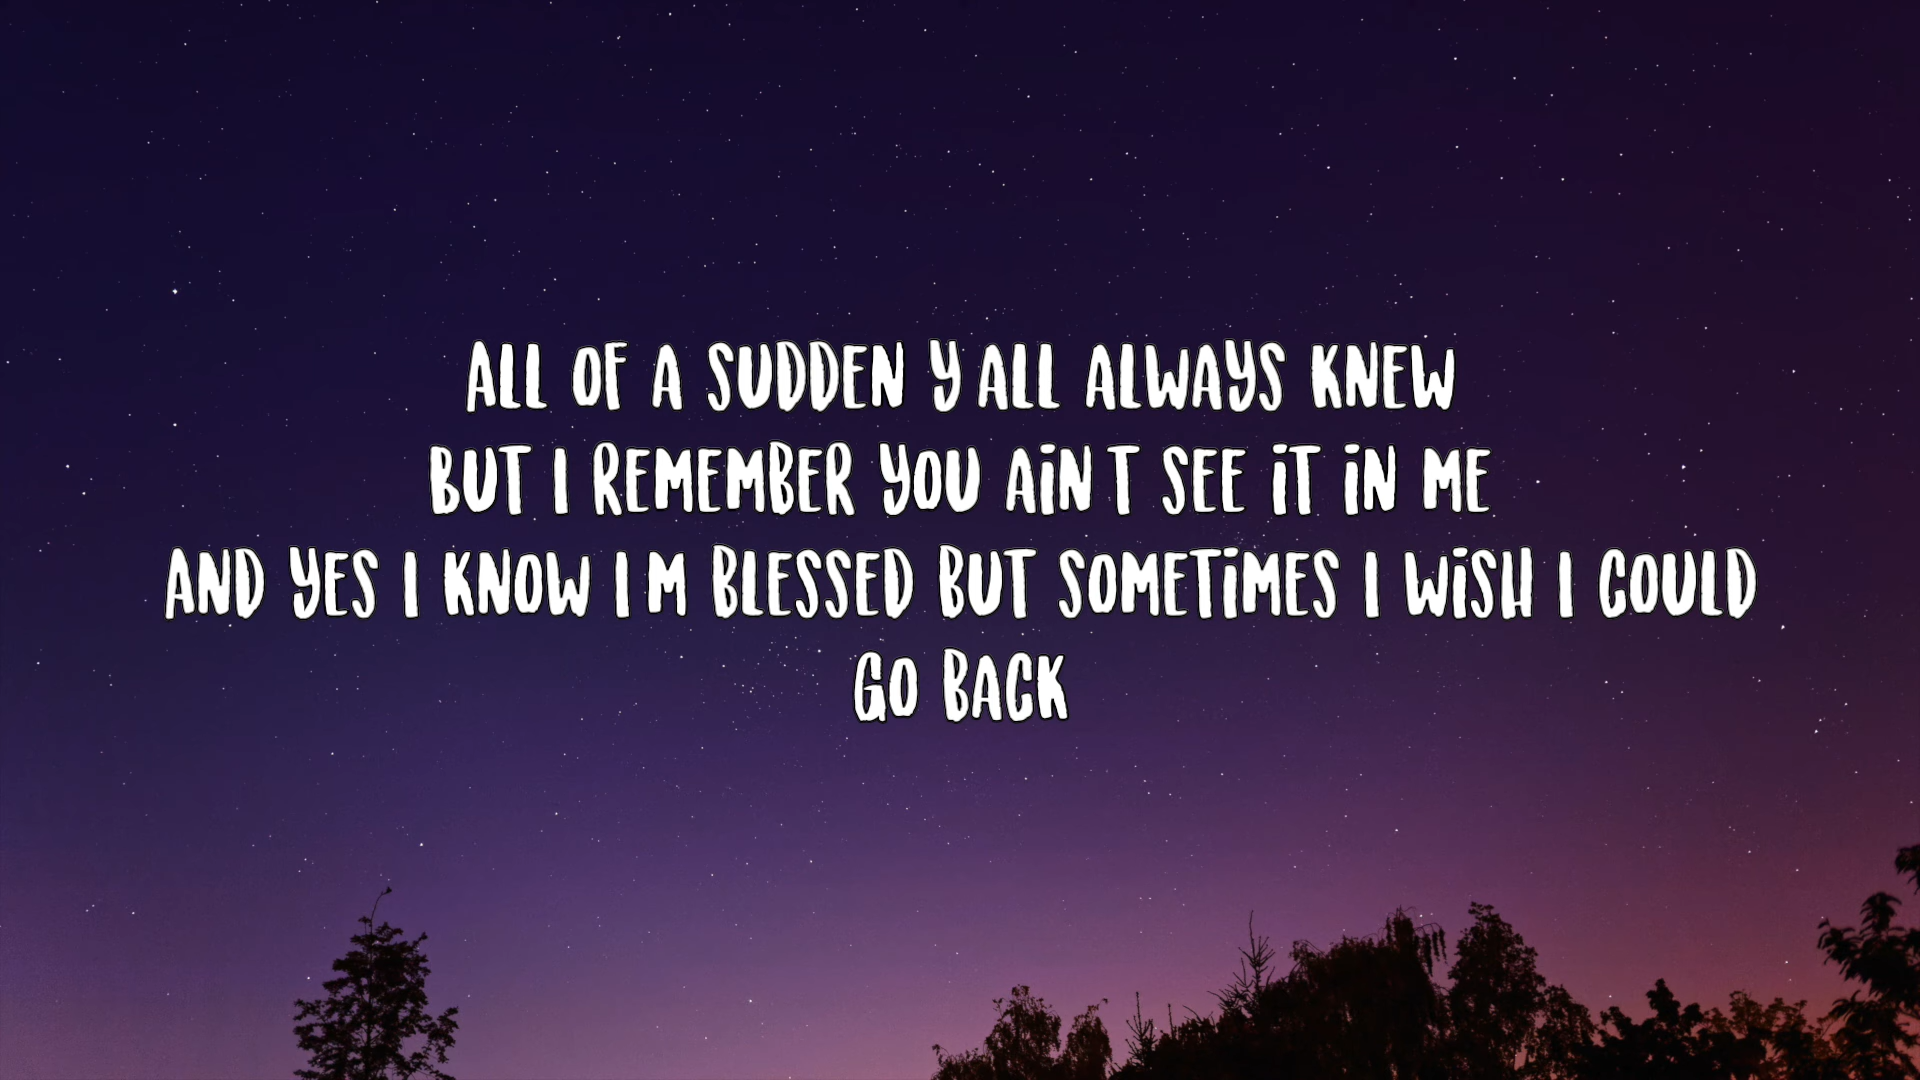 ALL OF A SUDDEN Y ALL ALWAYS KNEW
BUT I REMEMBER YOU AIN T SEE IT IN ME
AND YES I KNOW I M BLESSED BUT SOMETIMES I WISH I COULD
GO BACK